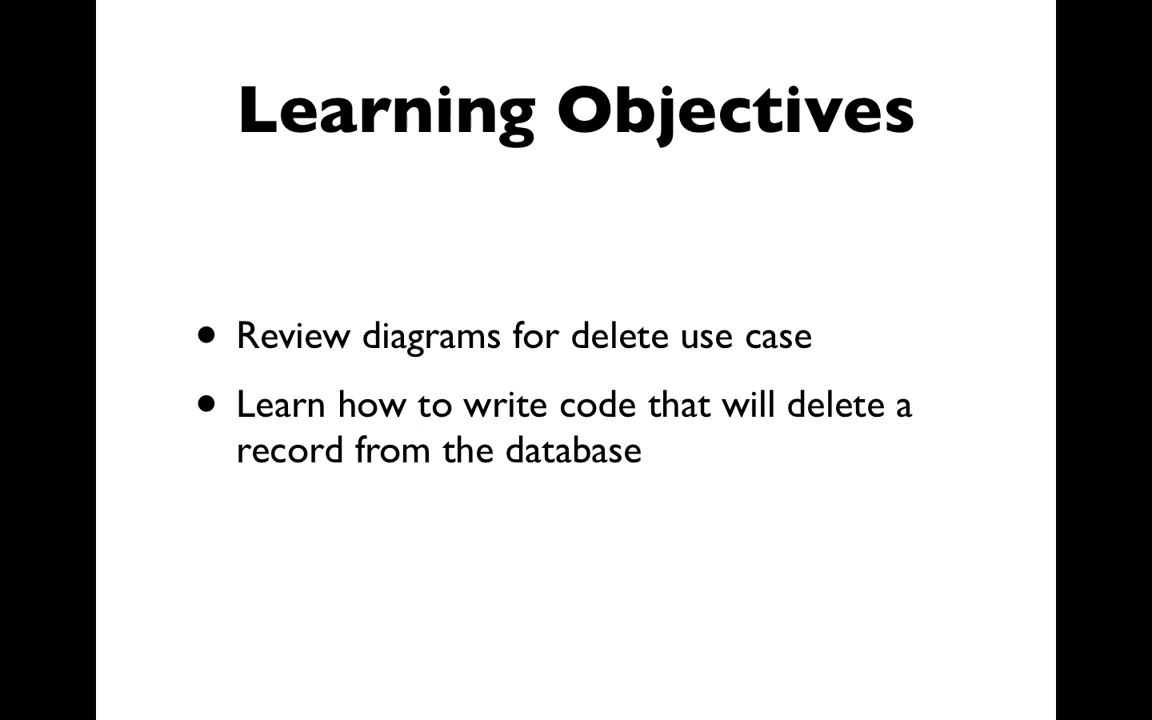 Learning Objectives
• Review diagrams for delete use case
• Learn how to write code that will delete a
record from the database